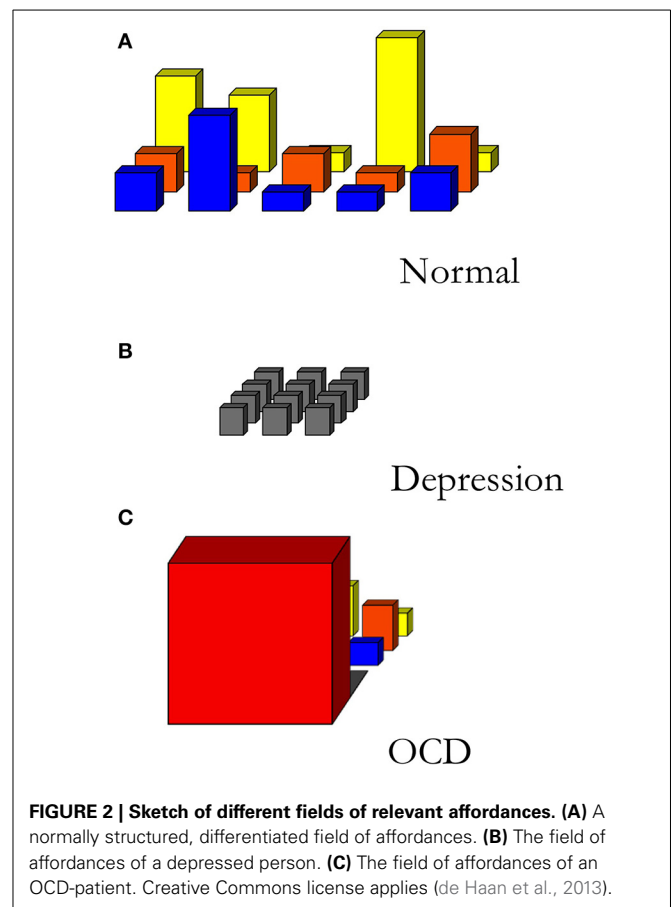 A
Normal
B
Depression
C
OCD
FIGURE 2 | Sketch of different fields of relevant affordances. (A) A
normally structured, differentiated field of affordances. (B) The field of
affordances of a depressed person. (C) The field of affordances of an
OCD-patient. Creative Commons license applies (de Haan et al., 2013).